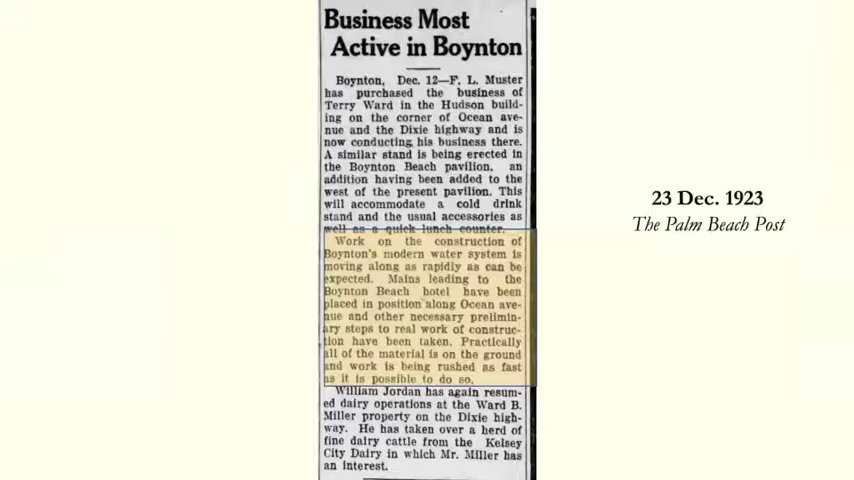 Business Most
Active in Boynton
Boynton, Dec. 12—F. L. Muster
has purchased the business of
Terry Ward in the Hudson build-
ing on the corner of Ocean ave-
nue and the Dixie highway and is
now conducting his business there.
A similar stand is being erected in
the Boynton Beach pavilion, an
addition having been added to the
west of the present pavilion. This
will accommodate a cold drink
stand and the usual accessories as
well as a quick lunch counter.
Work on the construction of
Boynton's modern water system is
moving along as rapidly as can be
expected. Mains leading to the
Boynton Beach hotel have been
placed in position along Ocean ave-
nue and other necessary prelimin-
ary steps to real work of construc-
tion have been taken. Practically
all of the material is on the ground
and work is being rushed as fast
as it is possible to do so.
William Jordan has again resum-
ed dairy operations at the Ward B.
Miller property on the Dixie high-
way. He has taken over a herd of
fine dairy cattle from the Kelsey
City Dairy in which Mr. Miller has
an interest.
23 Dec. 1923
The Palm Beach Post